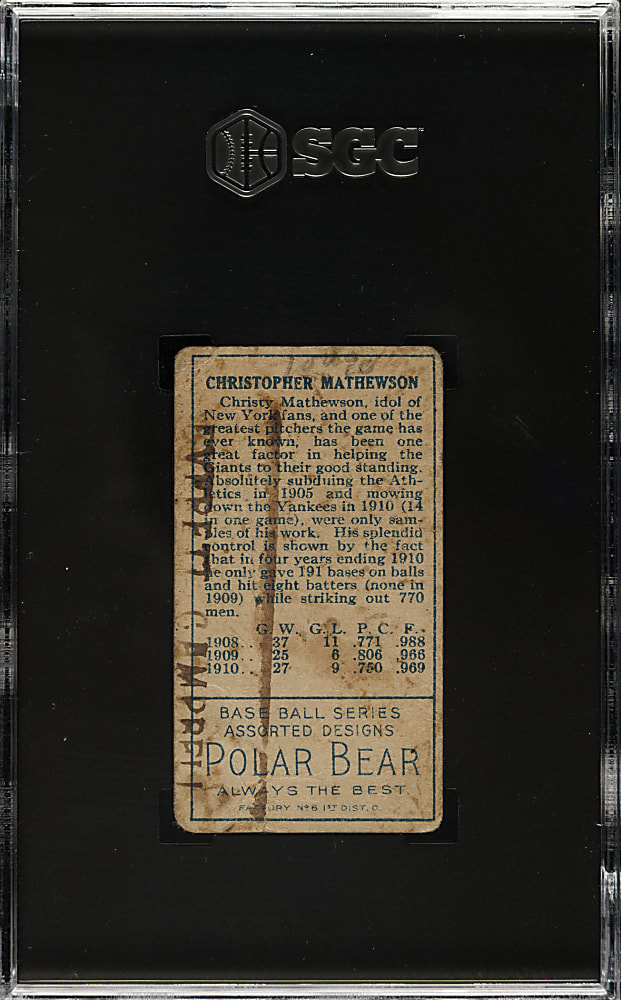 SGC
CHRISTOPHER MATHEWSON
Christy Mathewson, idol of
New York fans, and one of the
greatest pitchers the game has
ever known, has been one
great factor in helping the
Giants to their good standing.
Absolutely subduing the Ath-
letics in 1905 and mowing
down the Yankees in 1910 (14
in one game), were only sam-
ples of his work. His splendid
control is shown by the fact
that in four years ending 1910
he only gave 191 bases on balls
and hit eight batters (none in
1909) while striking out 770
men.
G. W. G. L. P. C. F.
1908.. 37 11 .771 .988
1909.. 25 6 .806 .966
1910.. 27 9 .750 .969
BASE BALL SERIES
ASSORTED DESIGNS
POLAR BEAR
ALWAYS THE BEST.
FACTORY Nº 6 1ST DIST. O.
CAMPBELL